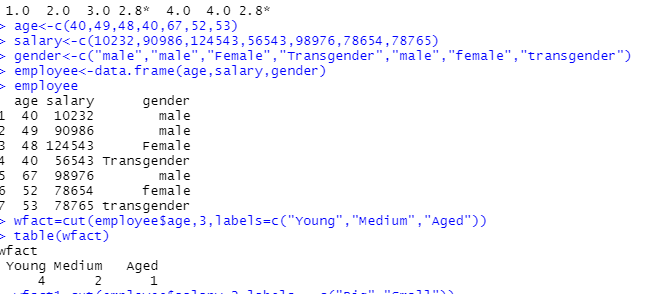 1.0 2.0 3.0 2.8* 4.0 4.0 2.8*
> age<-c(40,49,48,40,67,52,53)
> salary<-c(10232,90986,124543,56543,98976,78654,78765)
> gender<-c("male","male","Female","Transgender","male","female","transgender")
> employee<-data.frame(age,salary,gender)
> employee
age salary gender
1 40 10232 male
2 49 90986 male
3 48 124543 Female
4 40 56543 Transgender
5 67 98976 male
6 52 78654 female
7 53 78765 transgender
> wfact=cut(employee$age,3,labels=c("Young","Medium","Aged"))
> table(wfact)
wfact
Young Medium Aged
4 2 1